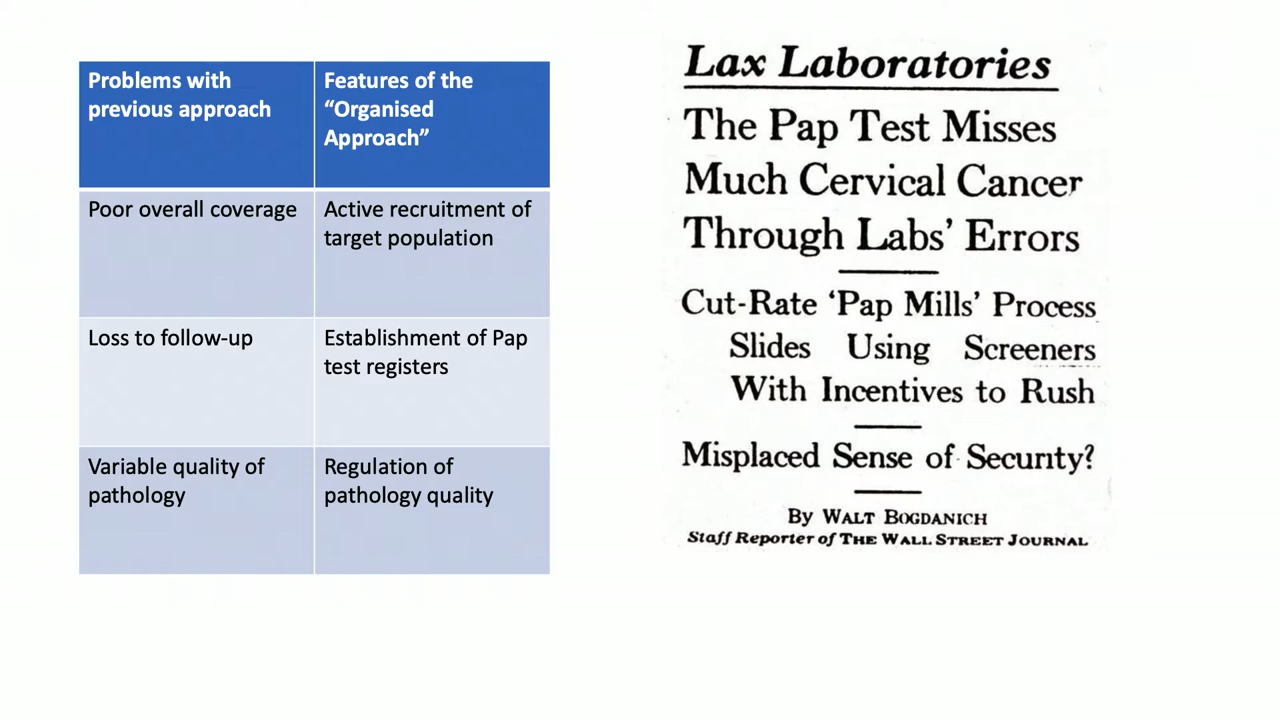 Problems with
previous approach
Features of the
“Organised
Approach”
Poor overall coverage
Active recruitment of
target population
Loss to follow-up
Establishment of Pap
test registers
Variable quality of
pathology
Regulation of
pathology quality
Lax Laboratories
The Pap Test Misses
Much Cervical Cancer
Through Labs’ Errors
Cut-Rate ‘Pap Mills’ Process
Slides Using Screeners
With Incentives to Rush
Misplaced Sense of Security?
By WALT BOGDANICH
Staff Reporter of THE WALL STREET JOURNAL